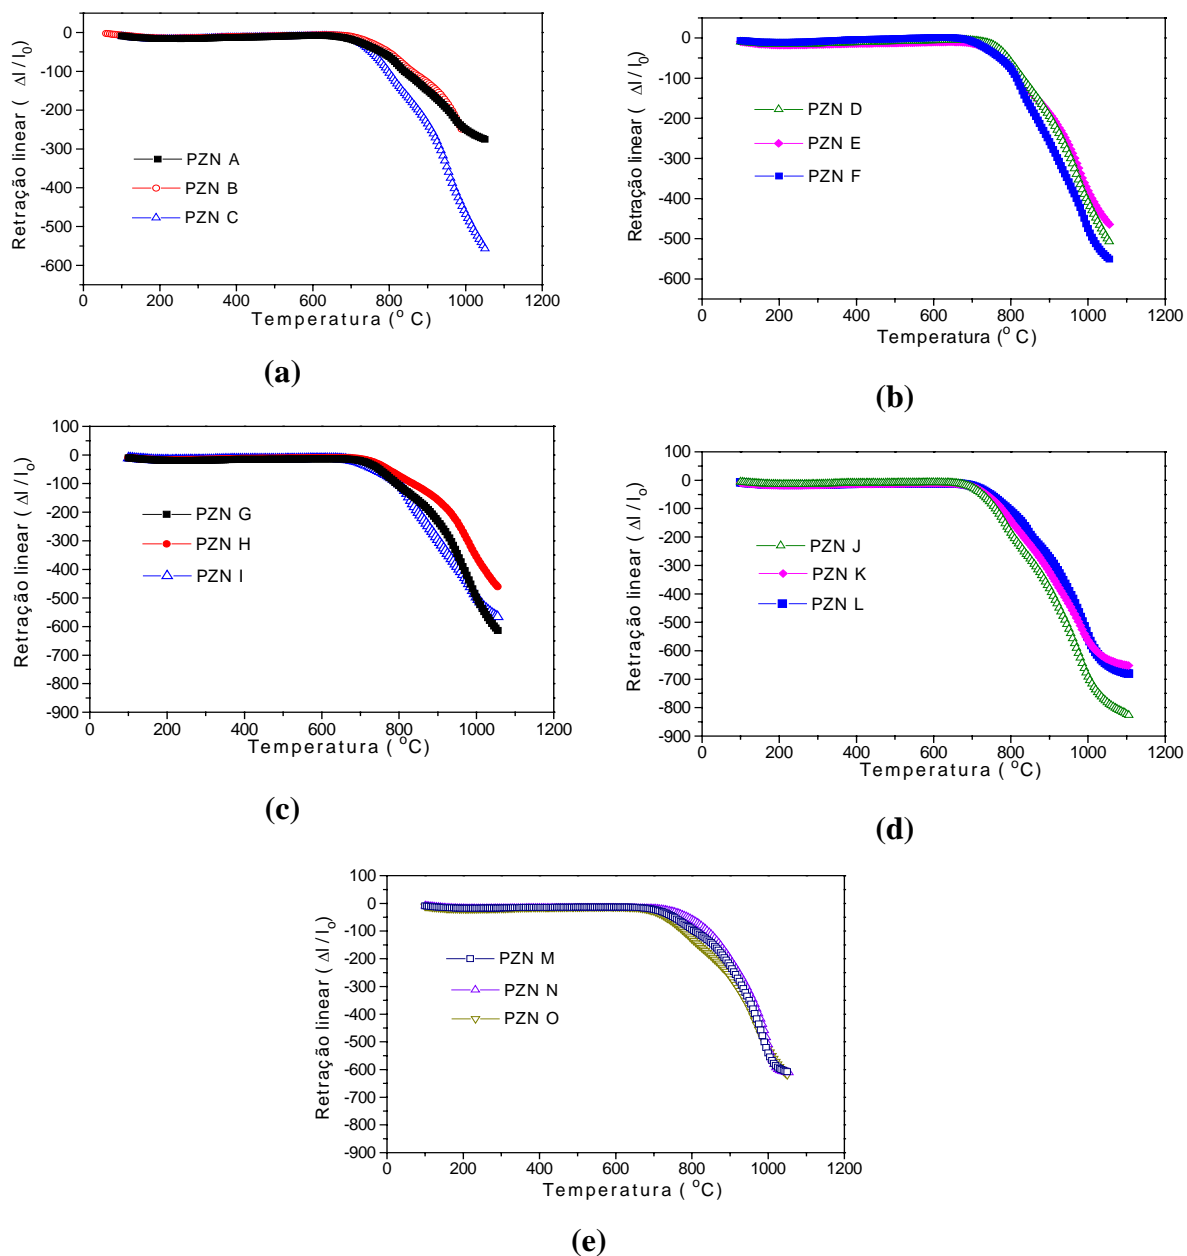 0
-100
-200
-300
-400
-500
-600
Retração linear ( Δl / l0)
PZN A
PZN B
PZN C
0 200 400 600 800 1000 1200
Temperatura (o C)
(a)
0
-100
-200
-300
-400
-500
-600
Retração linear ( Δl / l0)
PZN D
PZN E
PZN F
0 200 400 600 800 1000 1200
Temperatura (o C)
(b)
100
0
-100
-200
-300
-400
-500
-600
-700
-800
-900
Retração linear ( Δl / lo)
PZN G
PZN H
PZN I
0 200 400 600 800 1000 1200
Temperatura ( oC)
(c)
100
0
-100
-200
-300
-400
-500
-600
-700
-800
-900
Retração linear ( Δl / lo)
PZN J
PZN K
PZN L
0 200 400 600 800 1000 1200
Temperatura ( oC)
(d)
100
0
-100
-200
-300
-400
-500
-600
-700
-800
-900
Retração linear ( Δl / lo)
PZN M
PZN N
PZN O
0 200 400 600 800 1000 1200
Temperatura ( oC)
(e)